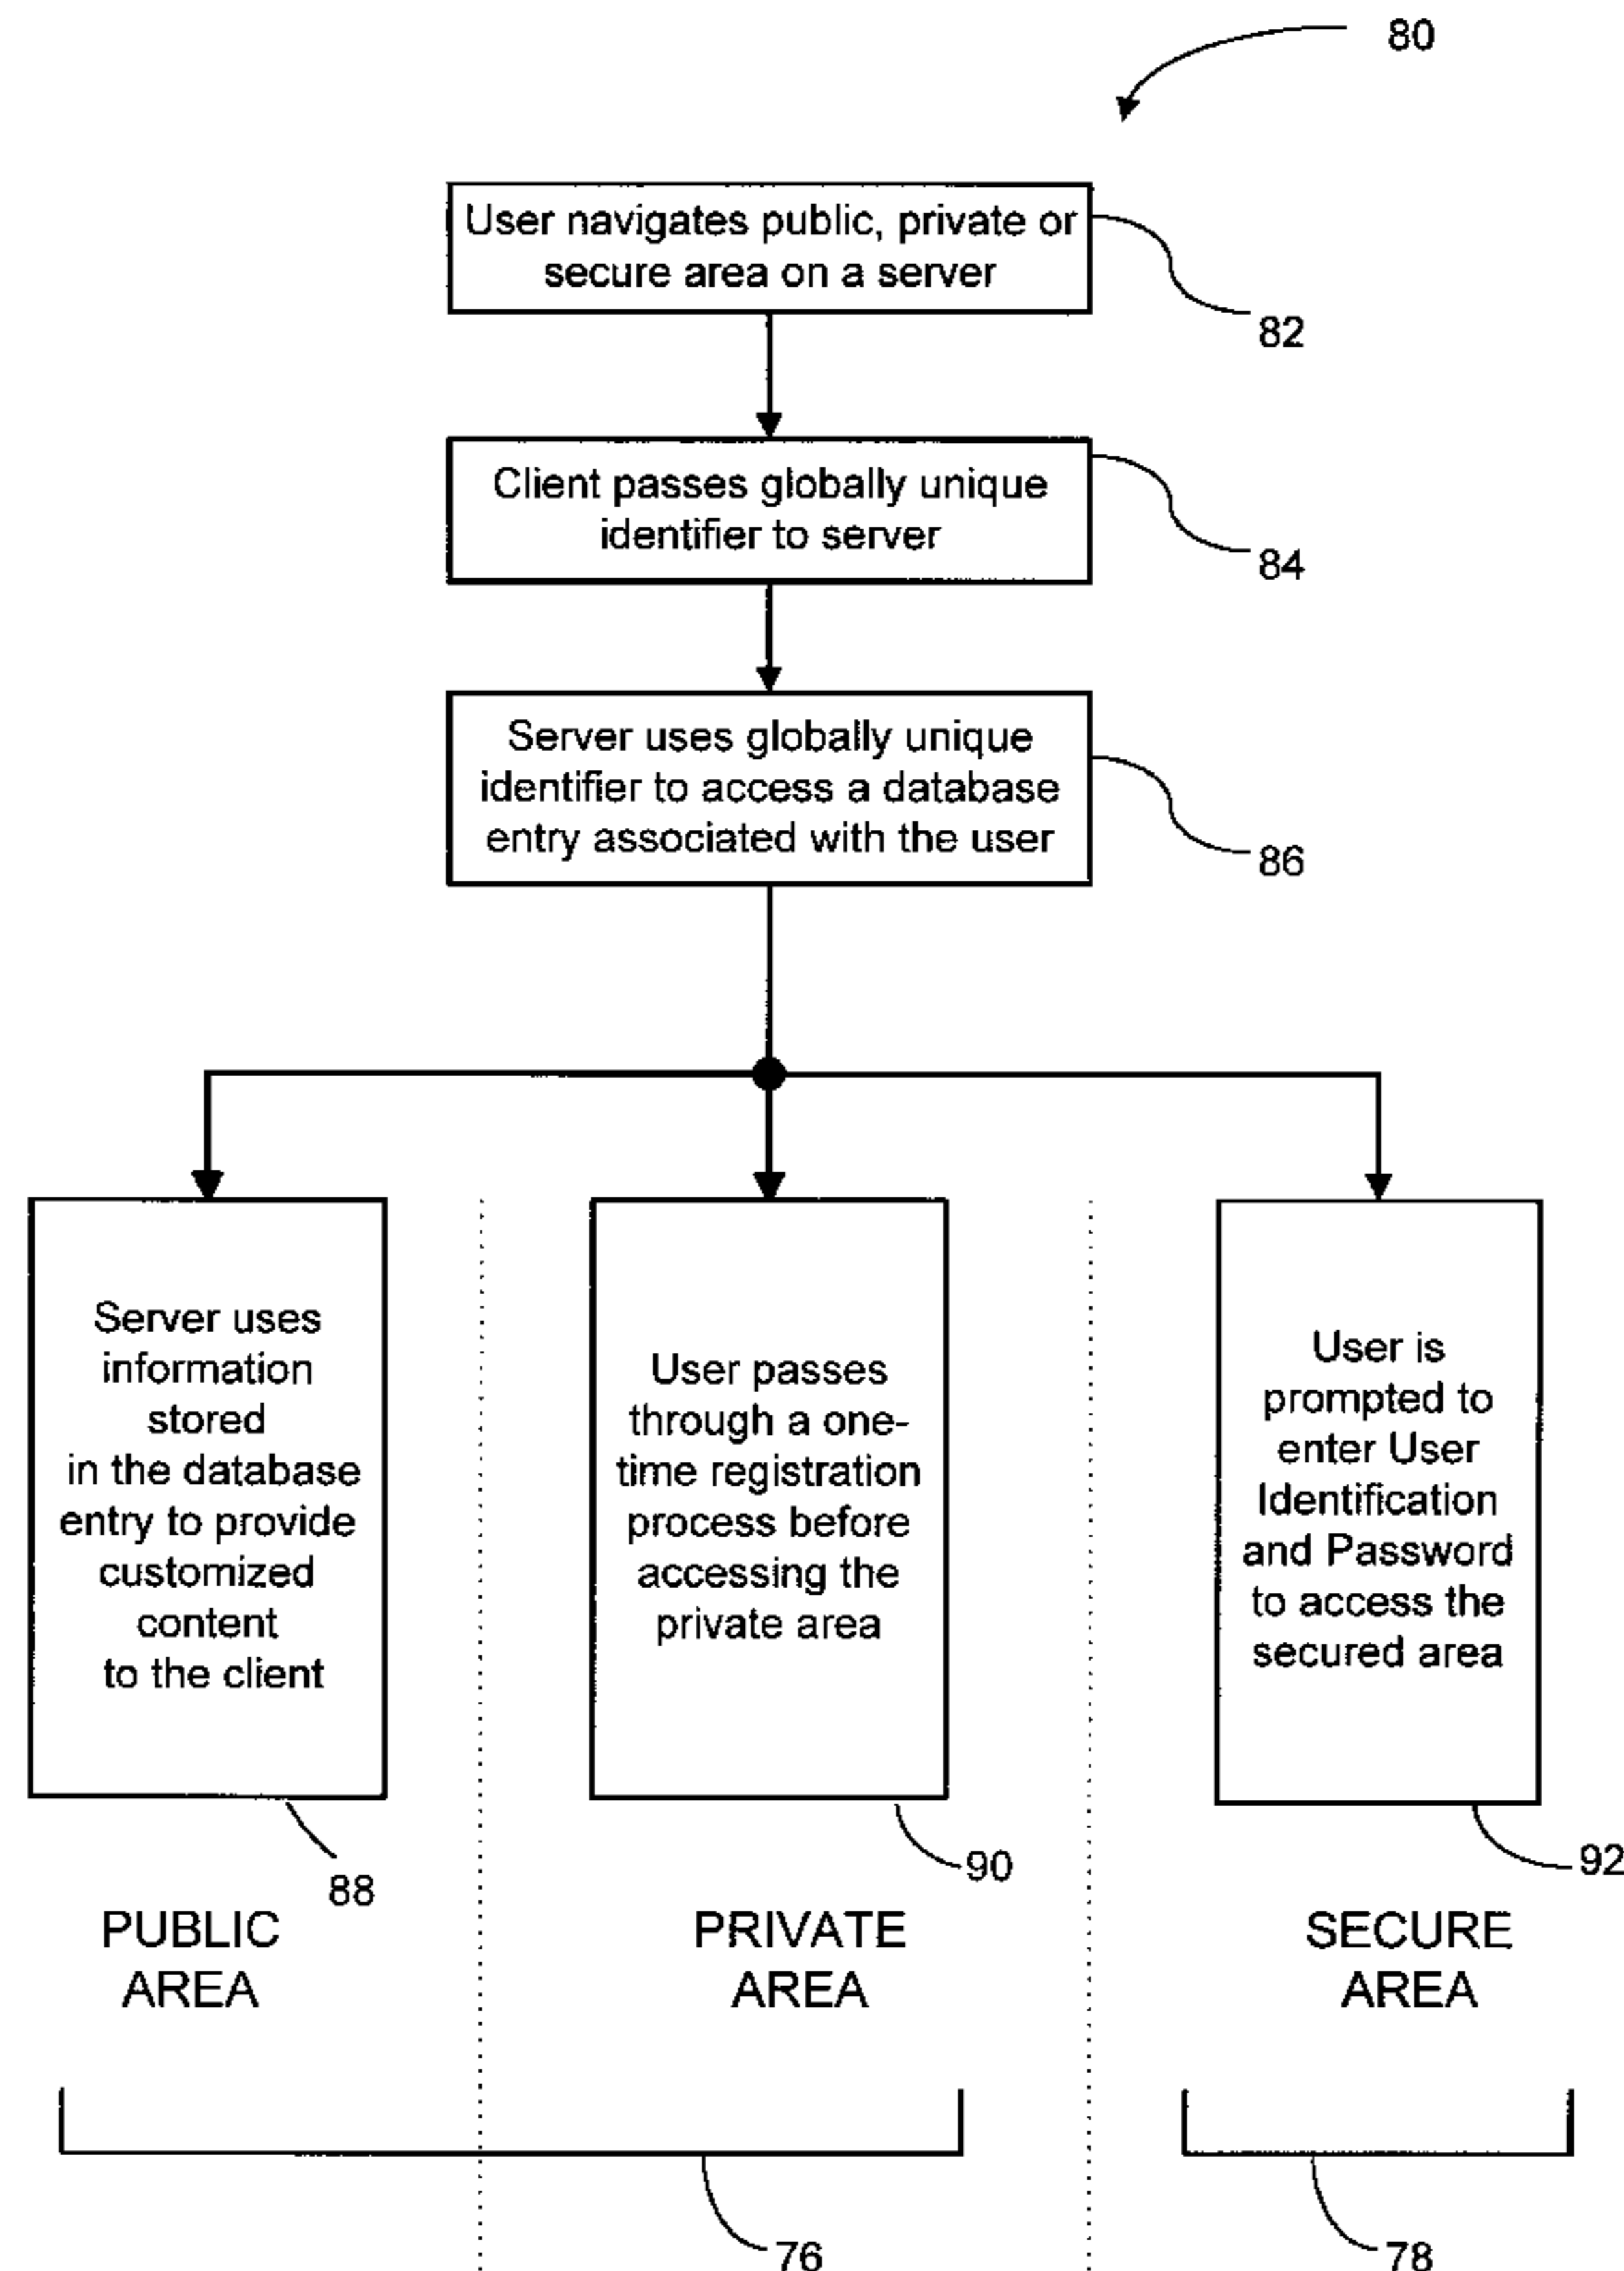 80
User navigates public, private or
secure area on a server
82
Client passes globally unique
identifier to server
84
Server uses globally unique
identifier to access a database
entry associated with the user
86
Server uses
information
stored
in the database
entry to provide
customized
content
to the client
88
PUBLIC
AREA
User passes
through a one-
time registration
process before
accessing the
private area
90
PRIVATE
AREA
User is
prompted to
enter User
Identification
and Password
to access the
secured area
92
SECURE
AREA
76
78